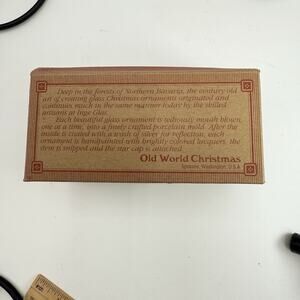 Deep in the forests of Northern Bavaria, the century old
art of creating glass Christmas ornaments originated and
continues much in the same manner today by the skilled
artisans at Inge Glas.
Each beautiful glass ornament is tediously mouth blown,
one at a time, into a finely crafted porcelain mold. After the
inside is coated with a wash of silver for reflection, each
ornament is handpainted with brightly colored lacquers, the
stem is snipped and the star cap is attached.
Old World Christmas
Spokane, Washington, U.S.A.